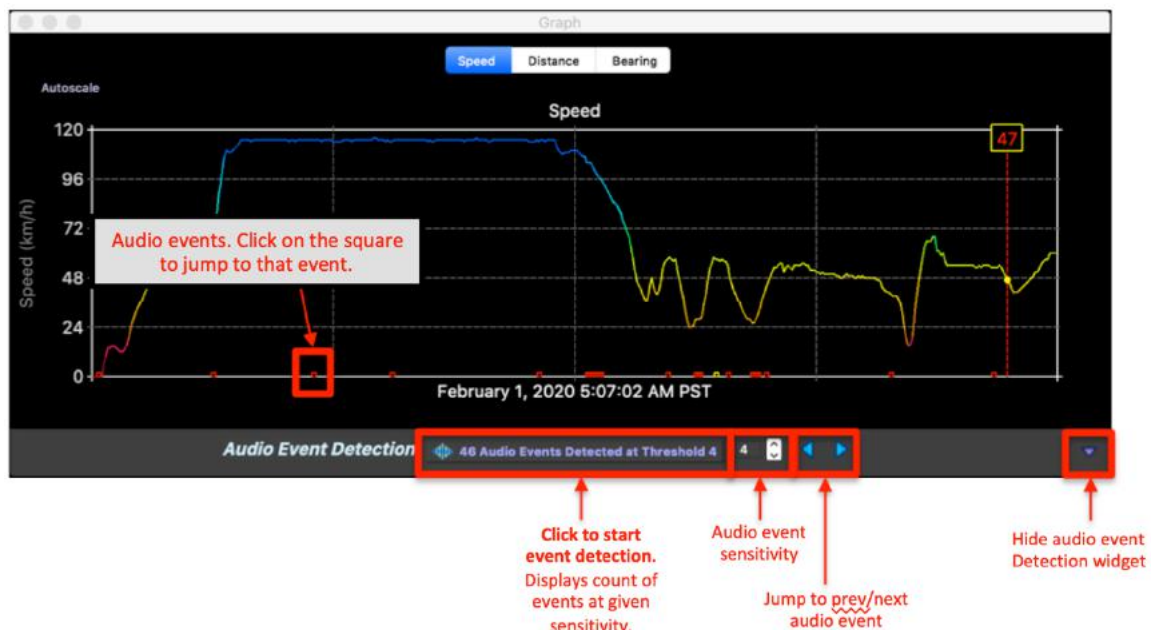 Graph
Speed Distance Bearing
Autoscale
Speed
120
96
72
48
24
0
Speed (km/h)
47
Audio events. Click on the square
to jump to that event.
February 1, 2020 5:07:02 AM PST
Audio Event Detection 46 Audio Events Detected at Threshold 4 4
Click to start
event detection.
Displays count of
events at given
sensitivity.
Audio event
sensitivity
Jump to prev/next
audio event
Hide audio event
Detection widget